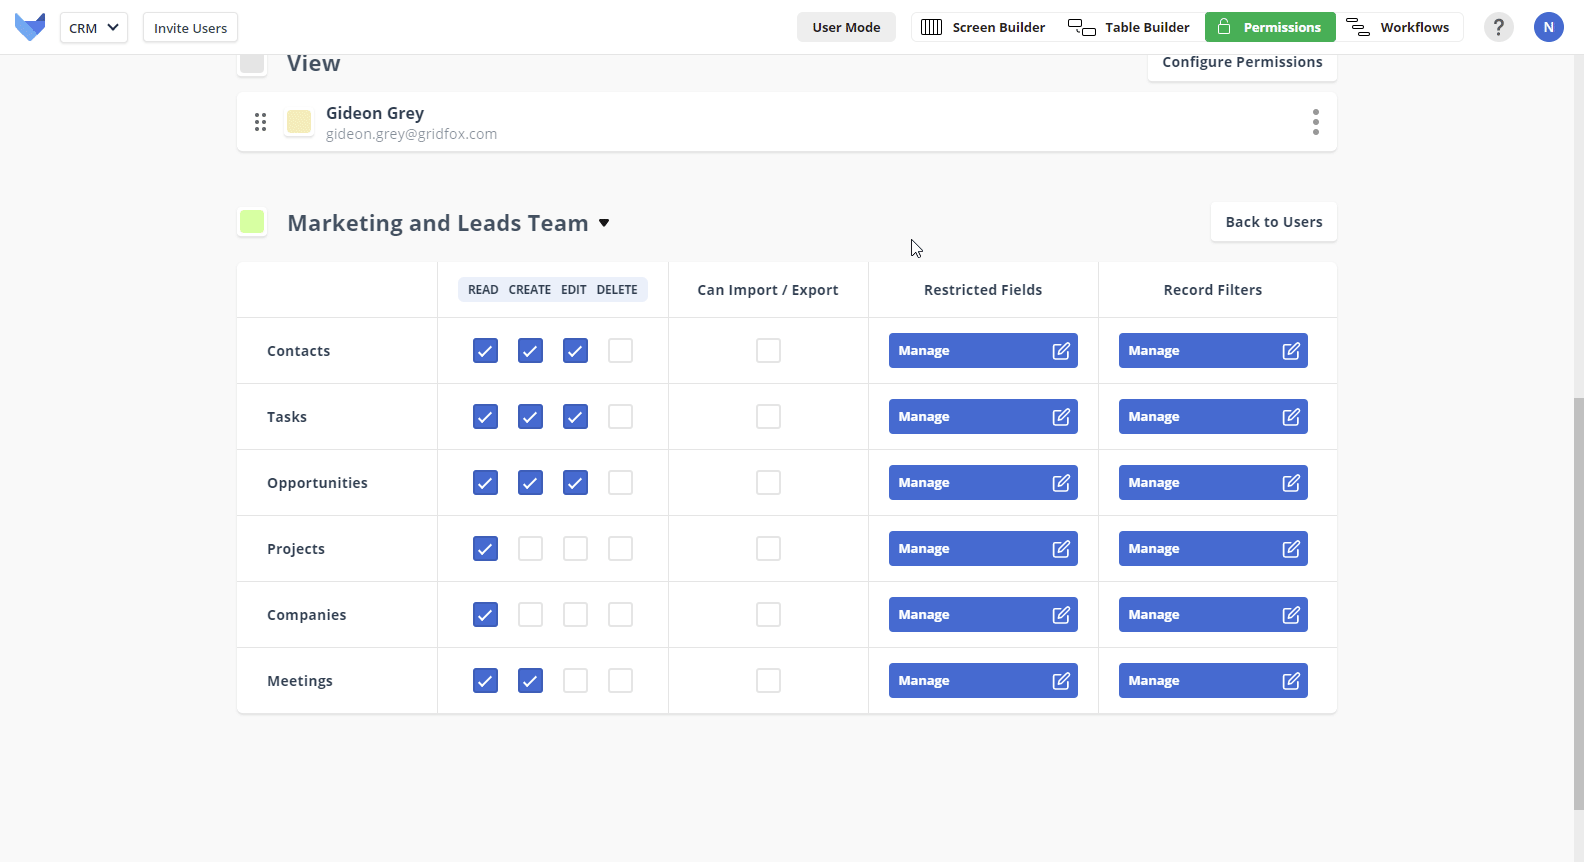 CRM Invite Users User Mode Screen Builder Table Builder Permissions Workflows ? N
View Configure Permissions
Gideon Grey
gideon.grey@gridfox.com
Marketing and Leads Team Back to Users
READ CREATE EDIT DELETE Can Import / Export Restricted Fields Record Filters
Contacts Manage Manage
Tasks Manage Manage
Opportunities Manage Manage
Projects Manage Manage
Companies Manage Manage
Meetings Manage Manage